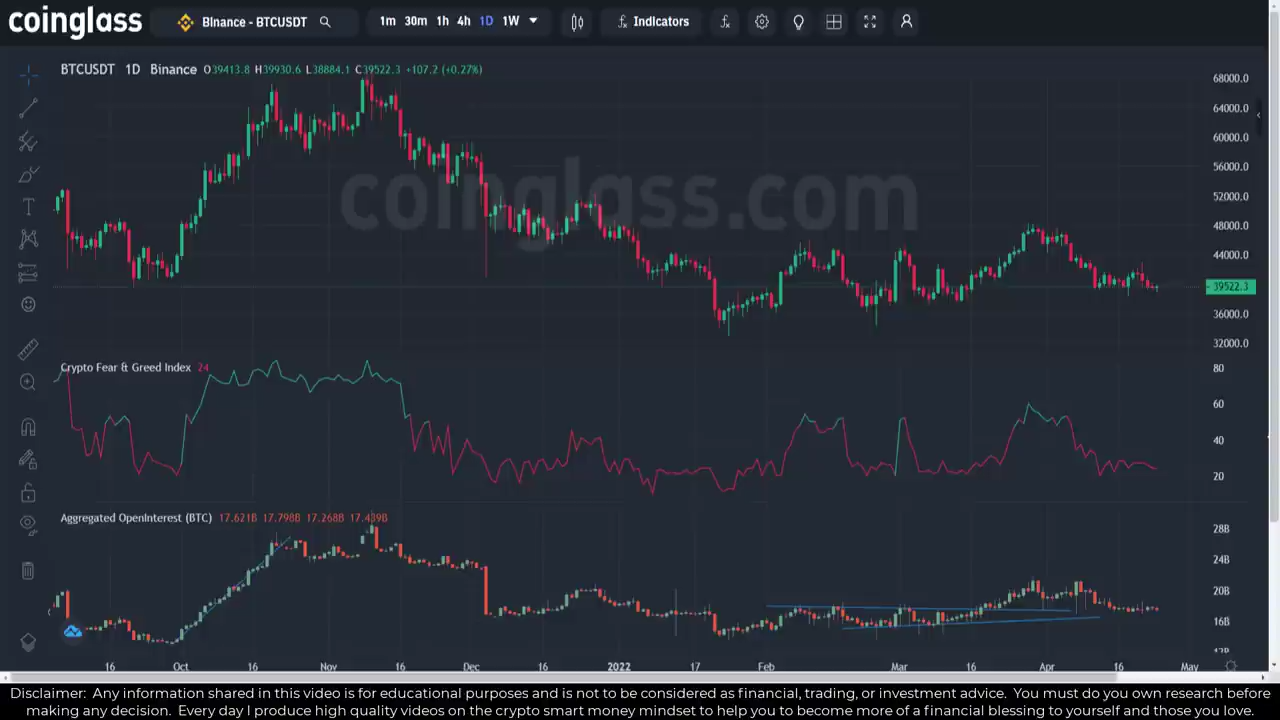 coinglass Binance - BTCUSDT 1m 30m 1h 4h 1D 1W Indicators
BTCUSDT 1D Binance O39413.8 H39930.6 L38884.1 C39522.3 +107.2 (+0.27%)
68000.0
64000.0
60000.0
56000.0
52000.0
coinglass.com
48000.0
44000.0
39522.3
36000.0
32000.0
Crypto Fear & Greed Index 24
80
60
40
20
Aggregated OpenInterest (BTC) 17.621B 17.798B 17.268B 17.439B
28B
24B
20B
16B
16 Oct 16 Nov 16 Dec 16 2022 17 Feb Mar 16 Apr 16 May
Disclaimer: Any information shared in this video is for educational purposes and is not to be considered as financial, trading, or investment advice. You must do you own research before
making any decision. Every day I produce high quality videos on the crypto smart money mindset to help you to become more of a financial blessing to yourself and those you love.